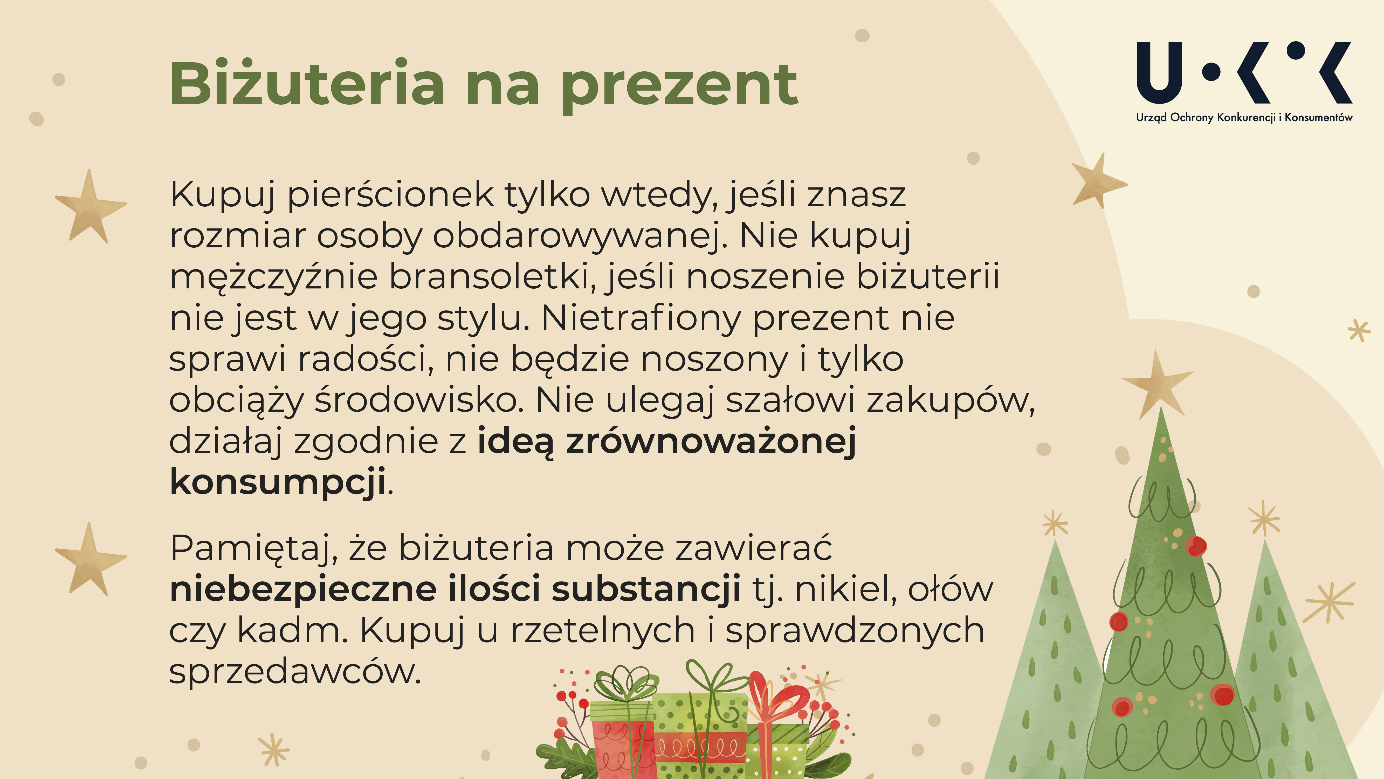 Biżuteria na prezent
U•K•K
Urząd Ochrony Konkurencji i Konsumentów
Kupuj pierścionek tylko wtedy, jeśli znasz
rozmiar osoby obdarowywanej. Nie kupuj
mężczyźnie bransoletki, jeśli noszenie biżuterii
nie jest w jego stylu. Nietrafiony prezent nie
sprawi radości, nie będzie noszony i tylko
obciąży środowisko. Nie ulegaj szałowi zakupów,
działaj zgodnie z ideą zrównoważonej
konsumpcji.
Pamiętaj, że biżuteria może zawierać
niebezpieczne ilości substancji tj. nikiel, ołów
czy kadm. Kupuj u rzetelnych i sprawdzonych
sprzedawców.